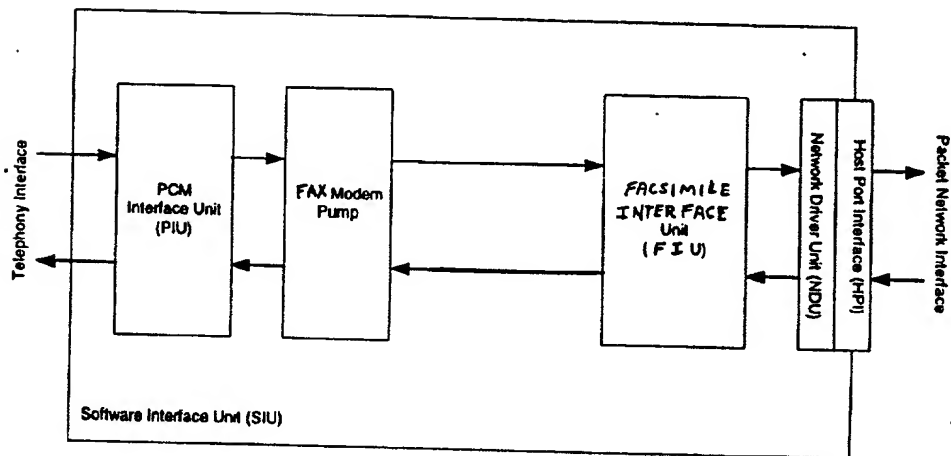 Telephony Interface
PCM
Interface Unit
(PIU)
FAX Modem
Pump
FACSIMILE
INTERFACE
Unit
(FIU)
Network Driver Unit (NDU)
Host Port Interface (HPI)
Packet Network Interface
Software Interface Unit (SIU)